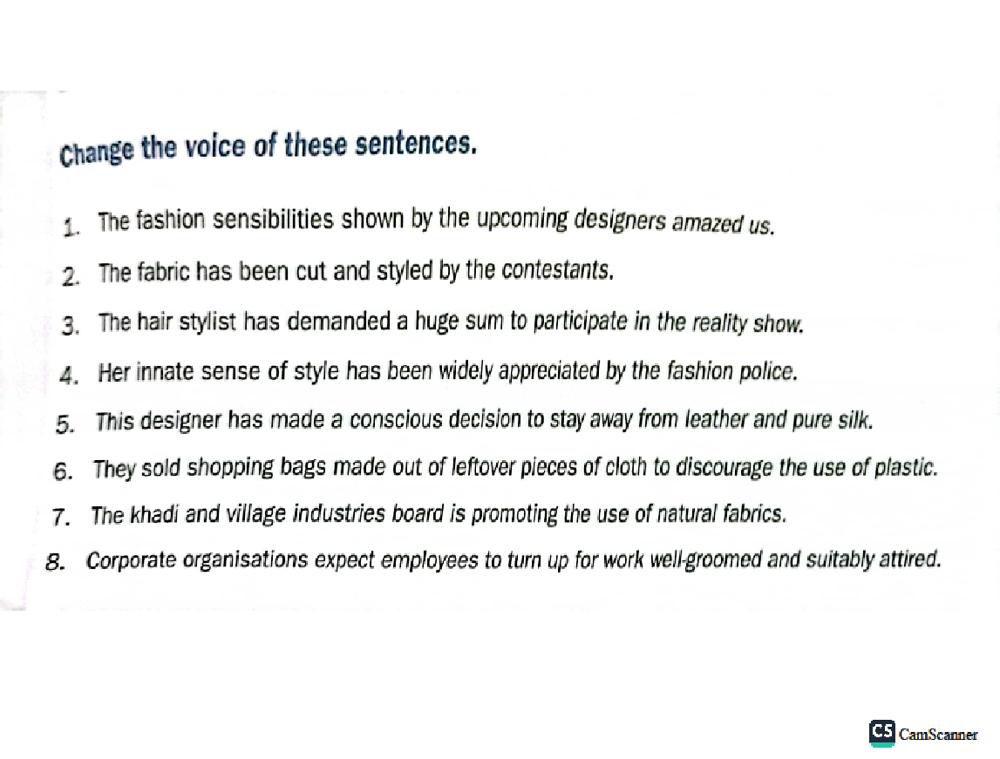 Change the voice of these sentences.
1. The fashion sensibilities shown by the upcoming designers amazed us.
2. The fabric has been cut and styled by the contestants.
3. The hair stylist has demanded a huge sum to participate in the reality show.
4. Her innate sense of style has been widely appreciated by the fashion police.
5. This designer has made a conscious decision to stay away from leather and pure silk.
6. They sold shopping bags made out of leftover pieces of cloth to discourage the use of plastic.
7. The khadi and village industries board is promoting the use of natural fabrics.
8. Corporate organisations expect employees to turn up for work well-groomed and suitably attired.
CS CamScanner